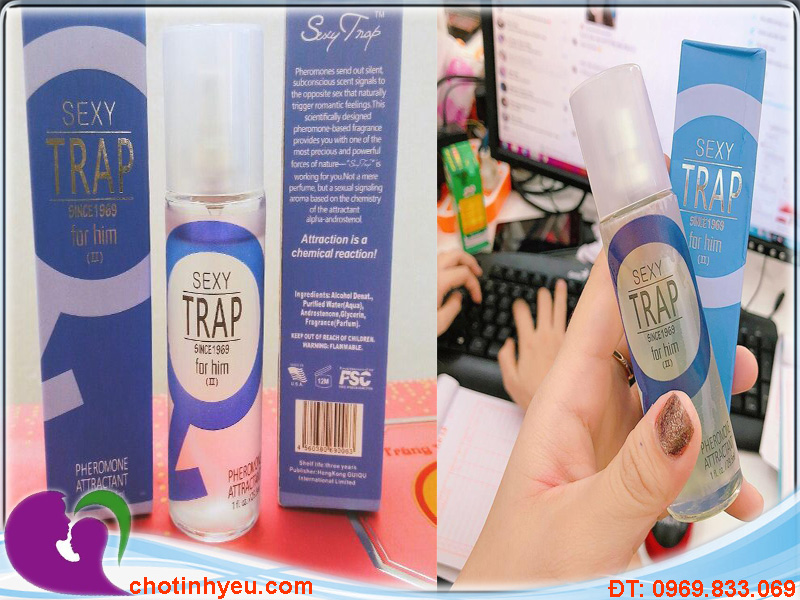 SEXY
TRAP
SINCE1969
for him
(II)
PHEROMONE
ATTRACTANT
SEXY
TRAP
SINCE1969
for him
(II)
PHEROMONE
ATTRACTANT
Sexy Trap™
Pheromones send out silent,
subconscious scent signals to
the opposite sex that naturally
trigger romantic feelings.This
scientifically designed
pheromone-based fragrance
provides you with one of the
most precious and powerful
forces of nature—"Sexy Trap" is
working for you.Not a mere
perfume, but a sexual signaling
aroma based on the chemistry
of the attractant
alpha-androstenol.
Attraction is a
chemical reaction!
Ingredients: Alcohol Denat.,
Purified Water(Aqua),
Androstenone,Glycerin,
Fragrance(Parfum).
KEEP OUT OF REACH OF CHILDREN.
WARNING: FLAMMABLE.
U.S.A.
12M
FSC
Shelf life three years
Publisher:HongKong GUIQU
International Limited
SEXY
TRAP
SINCE1969
for him
(II)
SEXY
TRAP
SINCE1969
for him
(II)
PHEROMONE
ATTRACTANT
chotinhyeu.com
ĐT: 0969.833.069